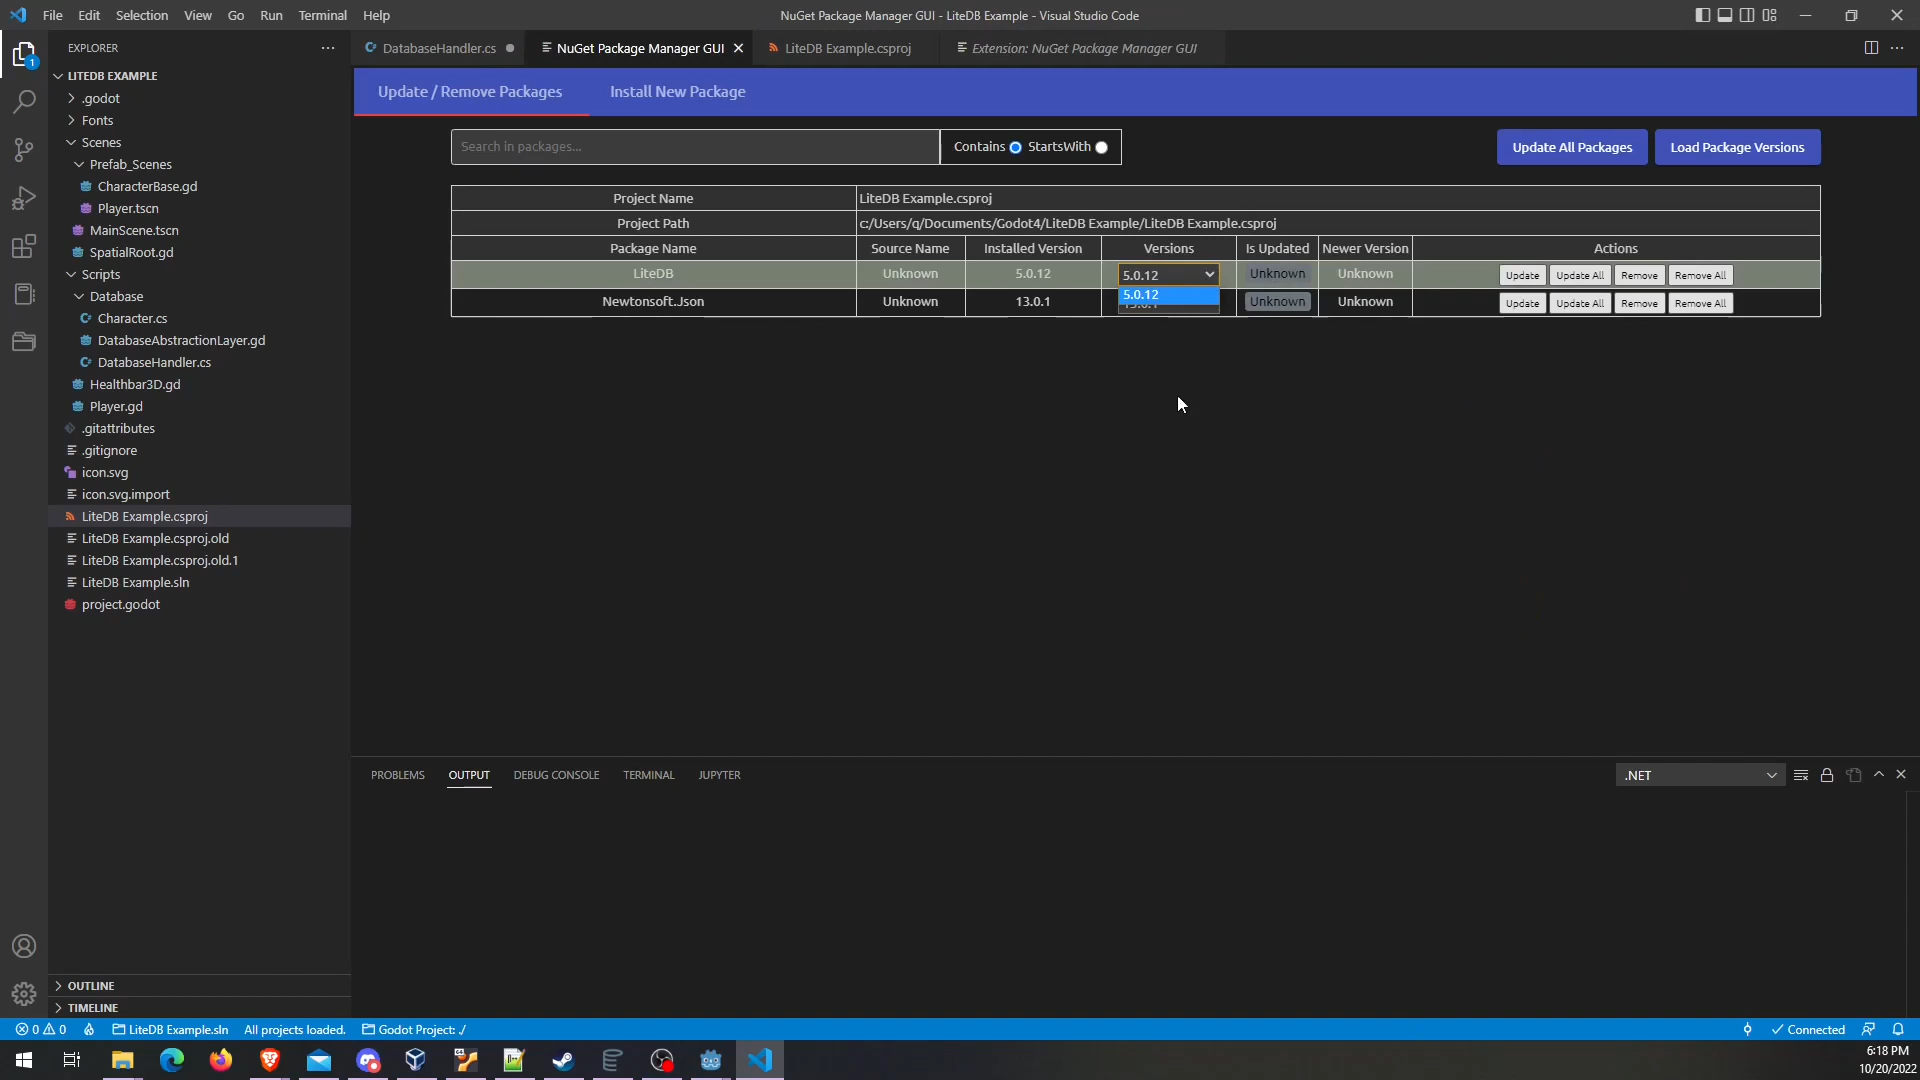 File Edit Selection View Go Run Terminal Help
NuGet Package Manager GUI - LiteDB Example - Visual Studio Code
EXPLORER
DatabaseHandler.cs
NuGet Package Manager GUI
LiteDB Example.csproj
Extension: NuGet Package Manager GUI
1
LITEDB EXAMPLE
.godot
Fonts
Scenes
Prefab_Scenes
CharacterBase.gd
Player.tscn
MainScene.tscn
SpatialRoot.gd
Scripts
Database
Character.cs
DatabaseAbstractionLayer.gd
DatabaseHandler.cs
Healthbar3D.gd
Player.gd
.gitattributes
.gitignore
icon.svg
icon.svg.import
LiteDB Example.csproj
LiteDB Example.csproj.old
LiteDB Example.csproj.old.1
LiteDB Example.sln
project.godot
OUTLINE
TIMELINE
Update / Remove Packages Install New Package
Search in packages... Contains StartsWith Update All Packages Load Package Versions
Project Name LiteDB Example.csproj
Project Path c:/Users/q/Documents/Godot4/LiteDB Example/LiteDB Example.csproj
Package Name Source Name Installed Version Versions Is Updated Newer Version Actions
LiteDB Unknown 5.0.12 5.0.12 Unknown Unknown Update Update All Remove Remove All
5.0.12
Newtonsoft.Json Unknown 13.0.1 13.0.1 Unknown Unknown Update Update All Remove Remove All
PROBLEMS OUTPUT DEBUG CONSOLE TERMINAL JUPYTER .NET
0 0 LiteDB Example.sln All projects loaded. Godot Project: ✓ Connected
6:18 PM
10/20/2022